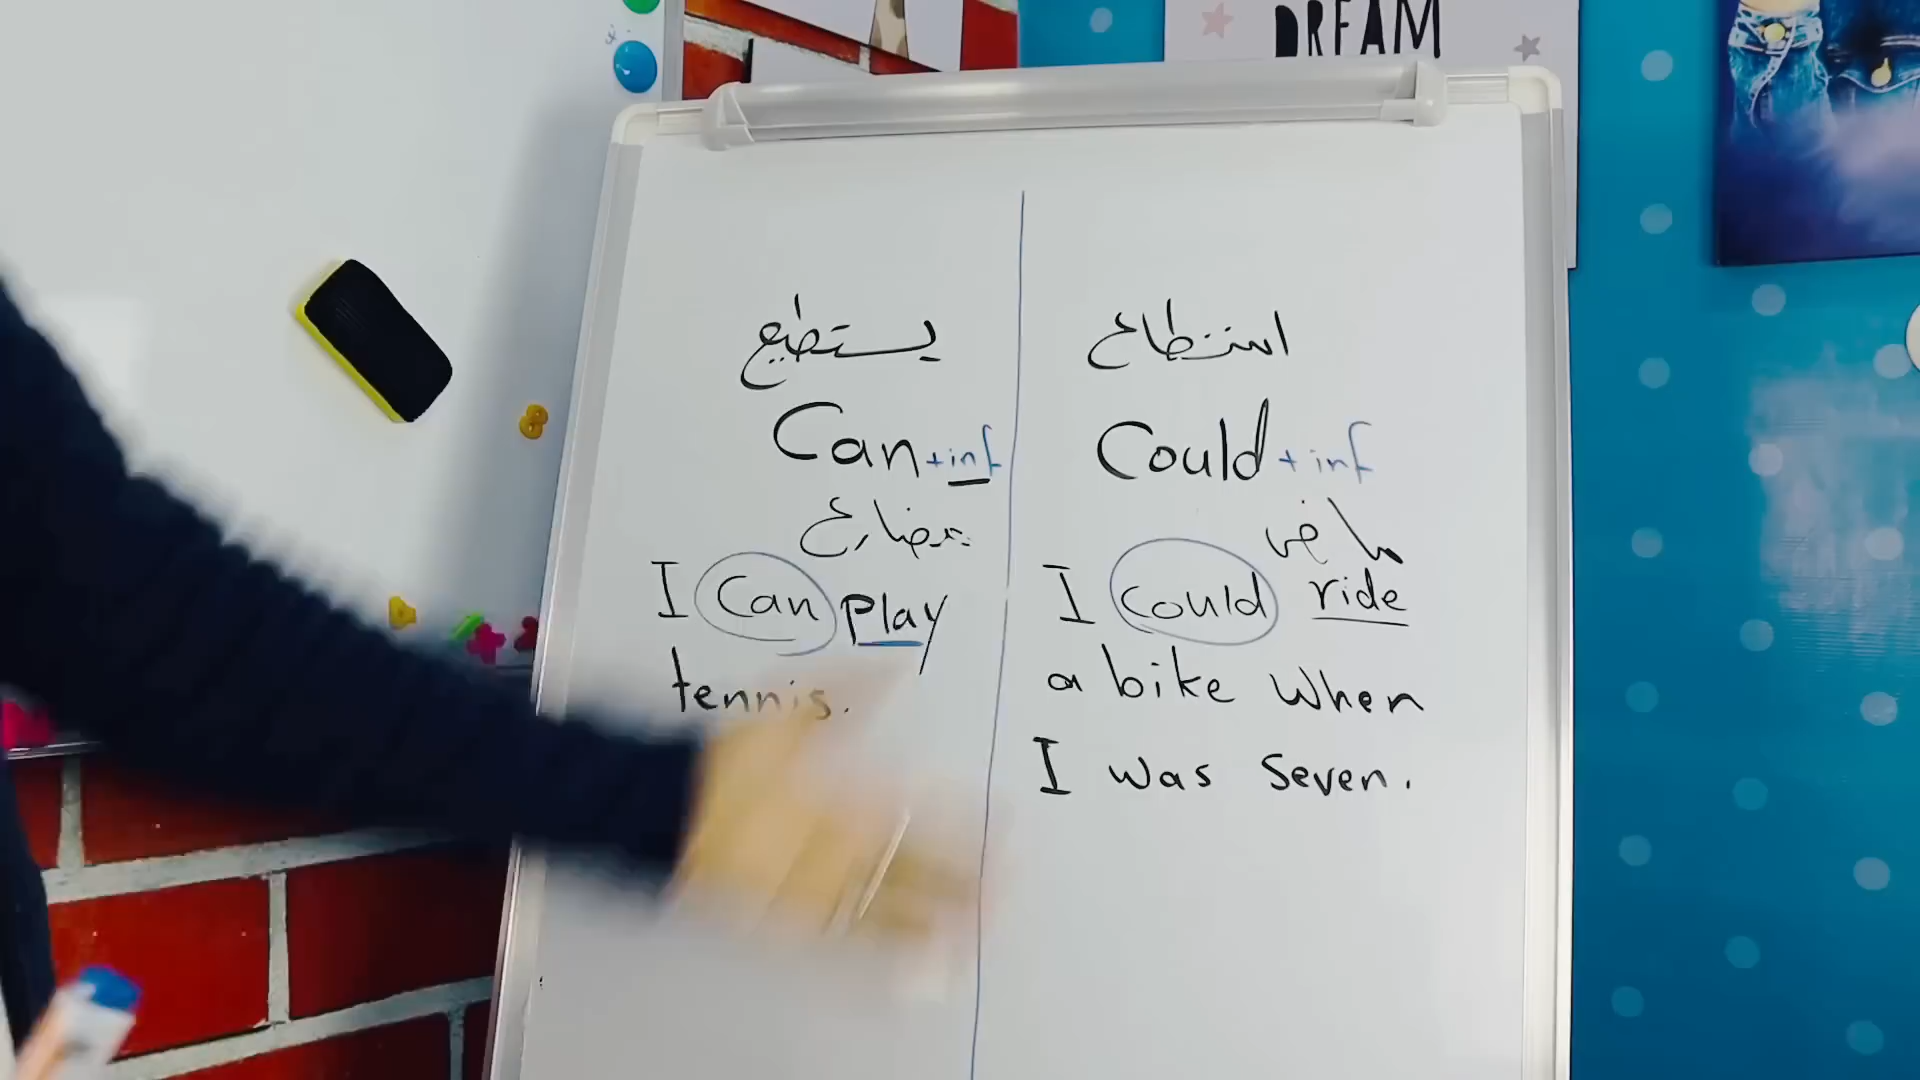 DREAM
يستطيع
Can + inf
مضارع
I Can play
tennis.
استطاع
Could + inf
ماضي
I Could ride
a bike when
I was seven.